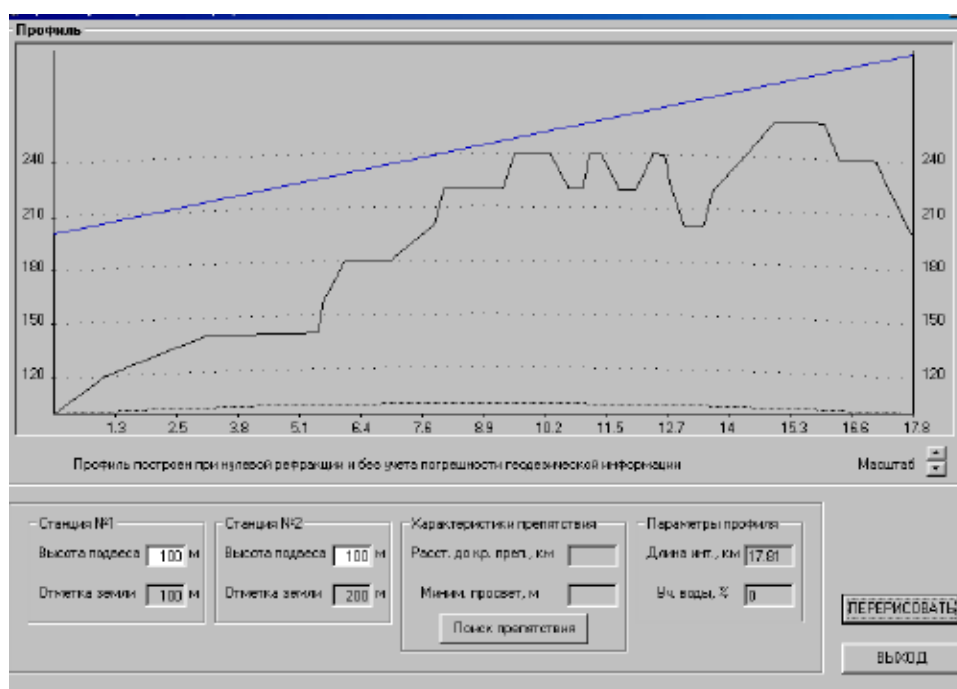 Профиль
240 240
210 210
180 180
150 150
120 120
1.3 2.5 3.8 5.1 6.4 7.6 8.9 10.2 11.5 12.7 14 15.3 16.6 17.8
Профиль построен при нулевой рефракции и без учета погрешности геодезической информации Масштаб
Станция №1 Станция №2 Характеристики препятствия Параметры профиля
Высота подвеса 100 м Высота подвеса 100 м Расст. до кр. преп., км Длина инт., км 17.81
Отметка земли 100 м Отметка земли 200 м Миним. просвет, м Уч. воды, % 0
ПЕРЕРИСОВАТЬ
Поиск препятствия
ВЫХОД